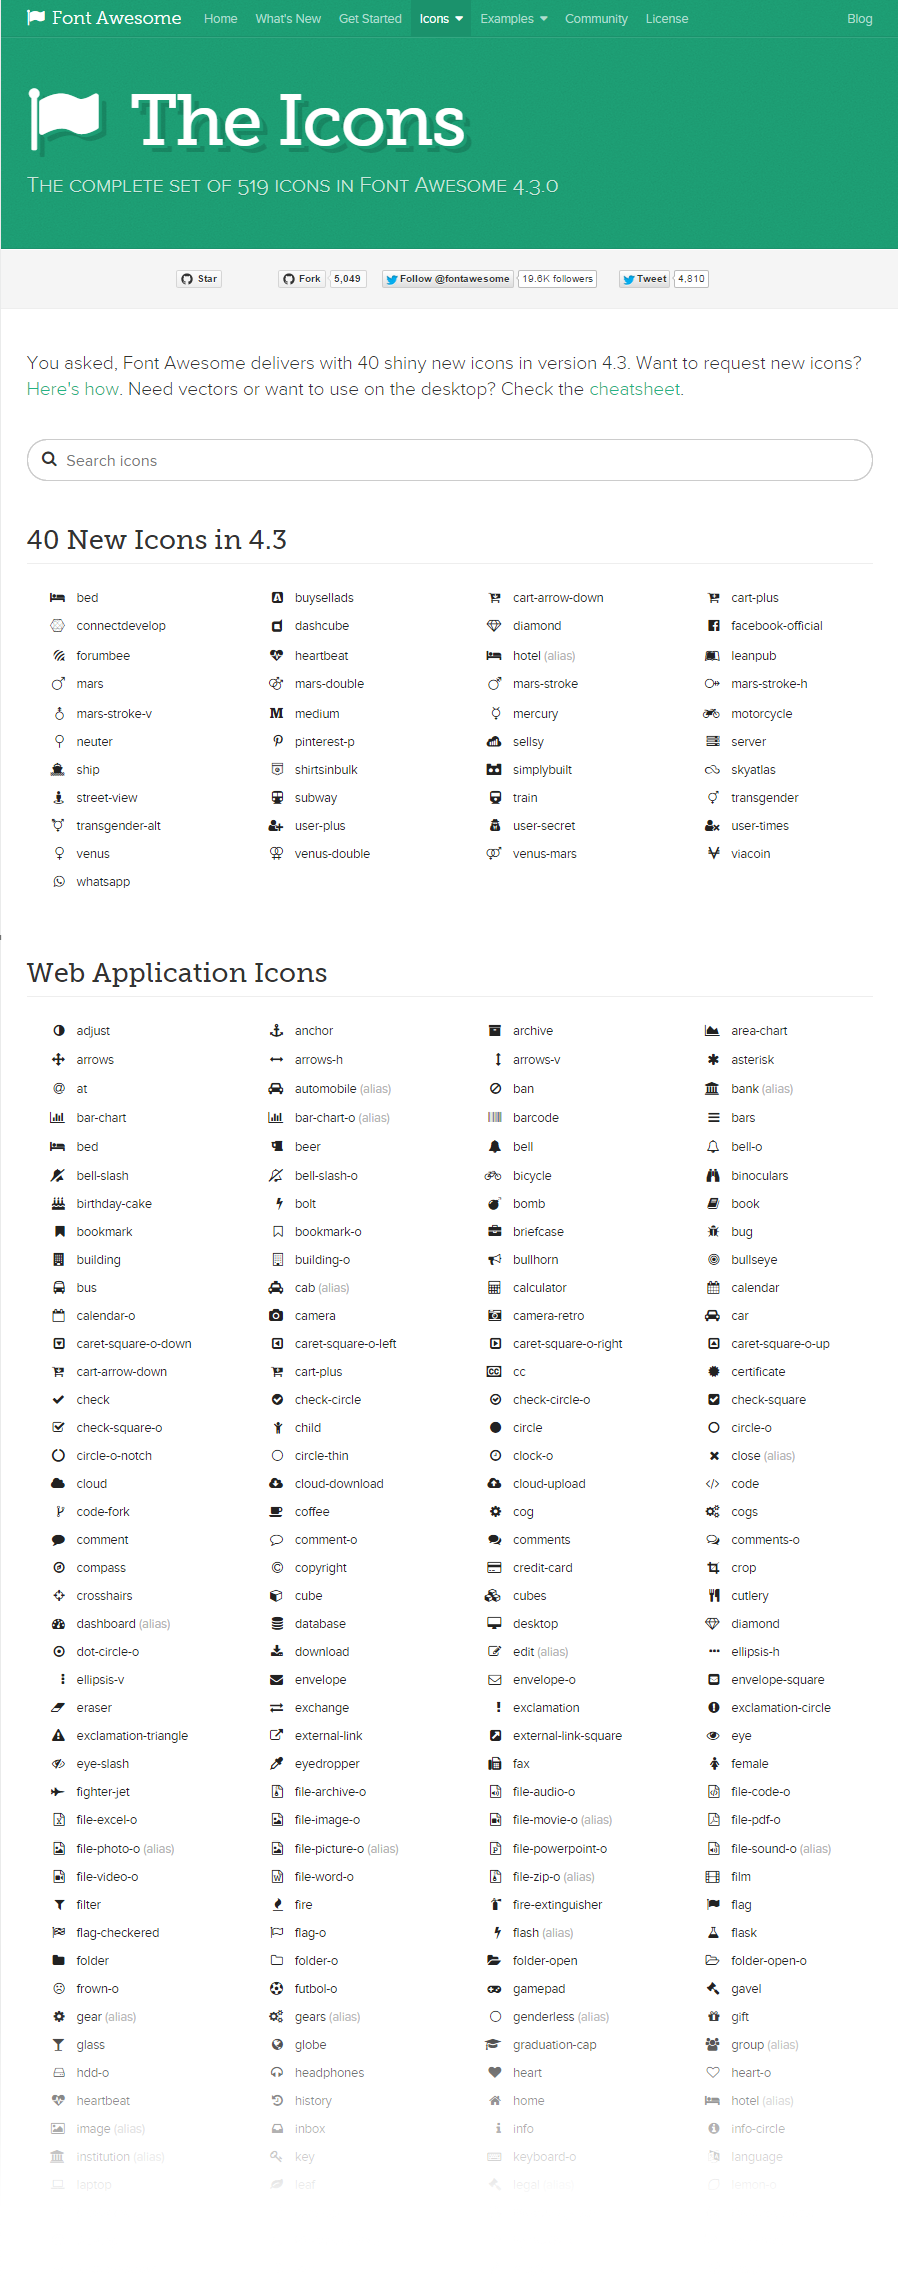 Font Awesome Home What's New Get Started Icons Examples Community License Blog
The Icons
The complete set of 519 icons in Font Awesome 4.3.0
Star Fork 5,049 Follow @fontawesome 19.6K followers Tweet 4,810
You asked, Font Awesome delivers with 40 shiny new icons in version 4.3. Want to request new icons?
Here's how. Need vectors or want to use on the desktop? Check the cheatsheet.
Search icons
40 New Icons in 4.3
bed buysellads cart-arrow-down cart-plus
connectdevelop dashcube diamond facebook-official
forumbee heartbeat hotel (alias) leanpub
mars mars-double mars-stroke mars-stroke-h
mars-stroke-v medium mercury motorcycle
neuter pinterest-p sellsy server
ship shirtsinbulk simplybuilt skyatlas
street-view subway train transgender
transgender-alt user-plus user-secret user-times
venus venus-double venus-mars viacoin
whatsapp
Web Application Icons
adjust anchor archive area-chart
arrows arrows-h arrows-v asterisk
at automobile (alias) ban bank (alias)
bar-chart bar-chart-o (alias) barcode bars
bed beer bell bell-o
bell-slash bell-slash-o bicycle binoculars
birthday-cake bolt bomb book
bookmark bookmark-o briefcase bug
building building-o bullhorn bullseye
bus cab (alias) calculator calendar
calendar-o camera camera-retro car
caret-square-o-down caret-square-o-left caret-square-o-right caret-square-o-up
cart-arrow-down cart-plus cc certificate
check check-circle check-circle-o check-square
check-square-o child circle circle-o
circle-o-notch circle-thin clock-o close (alias)
cloud cloud-download cloud-upload code
code-fork coffee cog cogs
comment comment-o comments comments-o
compass copyright credit-card crop
crosshairs cube cubes cutlery
dashboard (alias) database desktop diamond
dot-circle-o download edit (alias) ellipsis-h
ellipsis-v envelope envelope-o envelope-square
eraser exchange exclamation exclamation-circle
exclamation-triangle external-link external-link-square eye
eye-slash eyedropper fax female
fighter-jet file-archive-o file-audio-o file-code-o
file-excel-o file-image-o file-movie-o (alias) file-pdf-o
file-photo-o (alias) file-picture-o (alias) file-powerpoint-o file-sound-o (alias)
file-video-o file-word-o file-zip-o (alias) film
filter fire fire-extinguisher flag
flag-checkered flag-o flash (alias) flask
folder folder-o folder-open folder-open-o
frown-o futbol-o gamepad gavel
gear (alias) gears (alias) genderless (alias) gift
glass globe graduation-cap group (alias)
hdd-o headphones heart heart-o
heartbeat history home hotel (alias)
image (alias) inbox info info-circle
institution (alias) key keyboard-o language
laptop leaf legal (alias) lemon-o